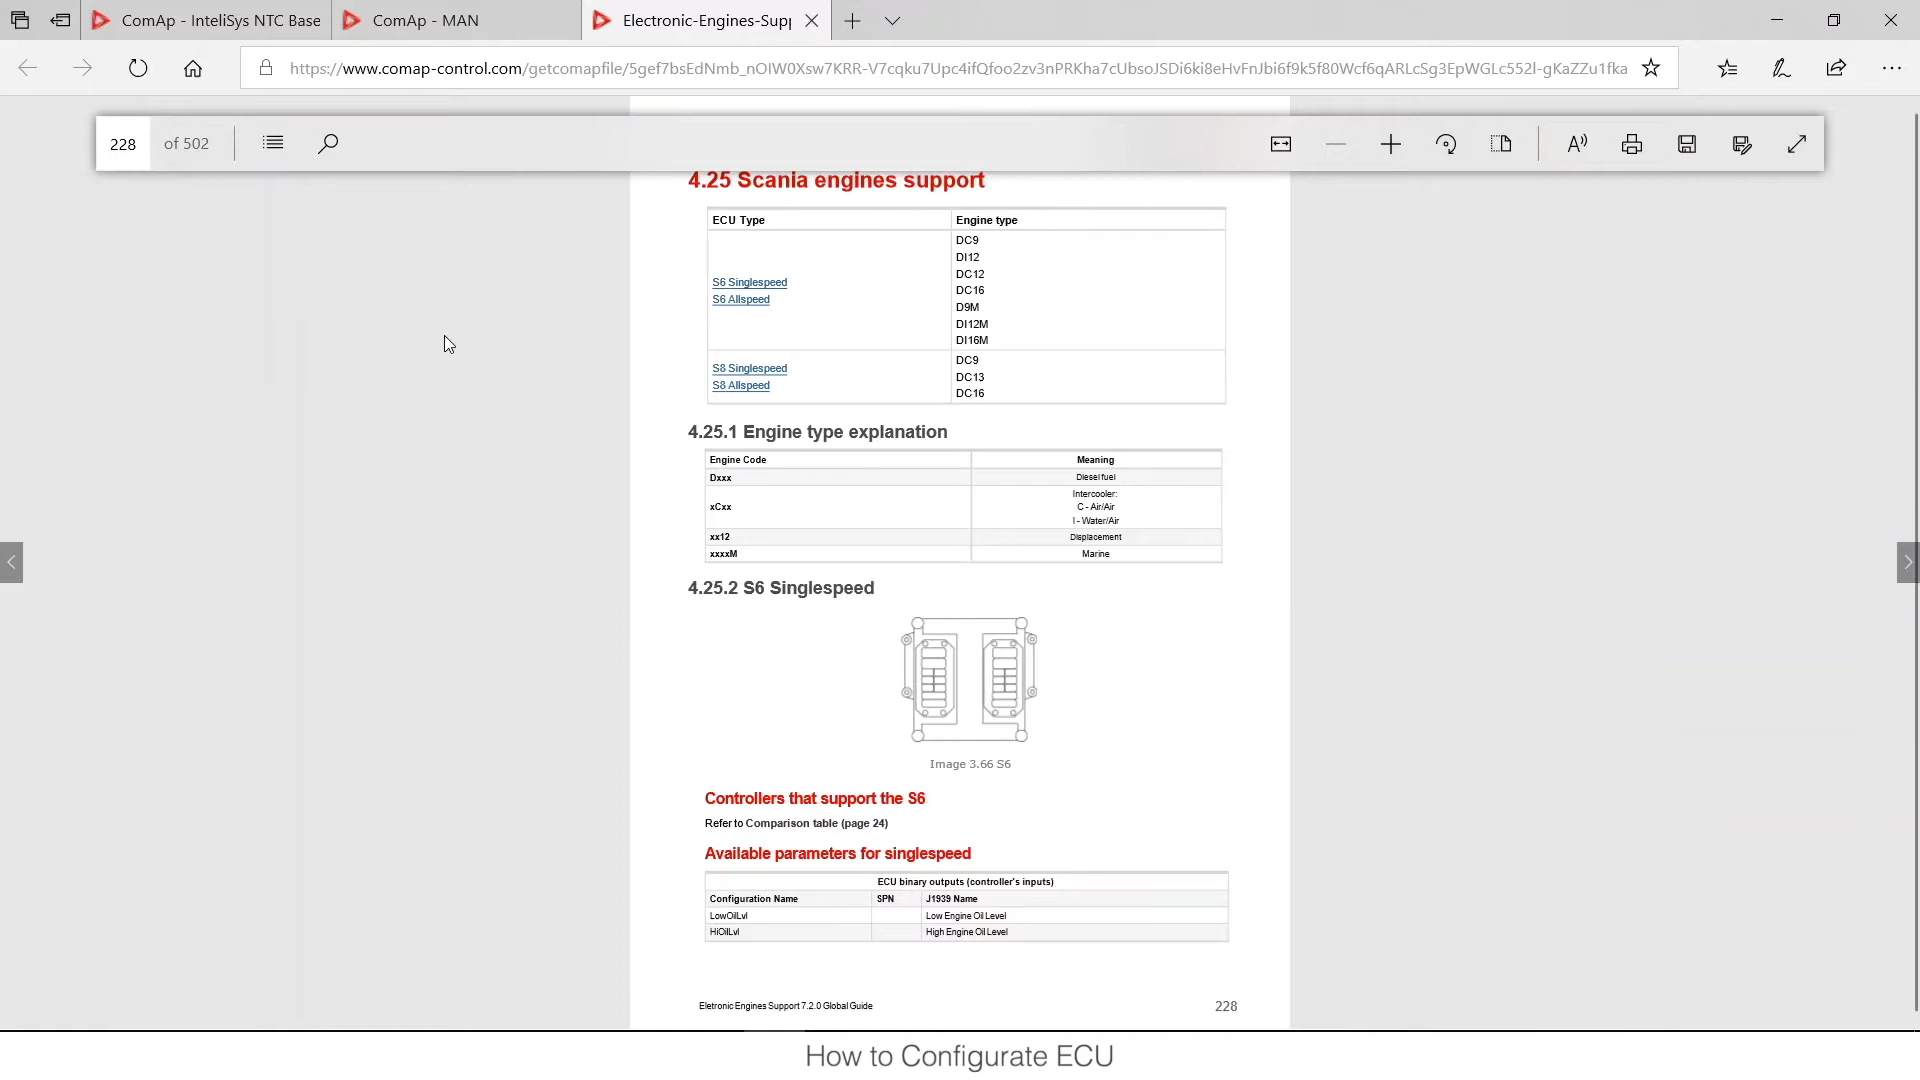 ComAp - InteliSys NTC Base
ComAp - MAN
Electronic-Engines-Supp
https://www.comap-control.com/getcomapfile/5gef7bsEdNmb_nOIW0Xsw7KRR-V7cqku7Upc4ifQfoo2zv3nPRKha7cUbsoJSDi6ki8eHvFnJbi6f9k5f80Wcf6qARLcSg3EpWGLc552I-gKaZZu1fka
228 of 502
4.25 Scania engines support
ECU Type Engine type
DC9
DI12
DC12
S6 Singlespeed
DC16
S6 Allspeed
D9M
DI12M
DI16M
DC9
S8 Singlespeed
DC13
S8 Allspeed
DC16
4.25.1 Engine type explanation
Engine Code Meaning
Dxxx Diesel fuel
Intercooler:
xCxx C - Air/Air
I - Water/Air
xx12 Displacement
xxxxM Marine
4.25.2 S6 Singlespeed
Image 3.66 S6
Controllers that support the S6
Refer to Comparison table (page 24)
Available parameters for singlespeed
ECU binary outputs (controller's inputs)
Configuration Name SPN J1939 Name
LowOilLvl Low Engine Oil Level
HiOilLvl High Engine Oil Level
Eletronic Engines Support 7.2.0 Global Guide 228
How to Configurate ECU